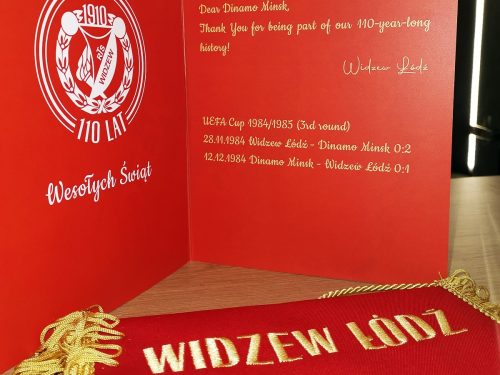 1910
RTS
WIDZEW
110 LAT
Wesołych Świąt
Dear Dinamo Minsk,
Thank You for being part of our 110-year-long
history!
Widzew Łódź
UEFA Cup 1984/1985 (3rd round)
28.11.1984 Widzew Łódź - Dinamo Minsk 0:2
12.12.1984 Dinamo Minsk - Widzew Łódź 0:1
WIDZEW ŁÓDŹ